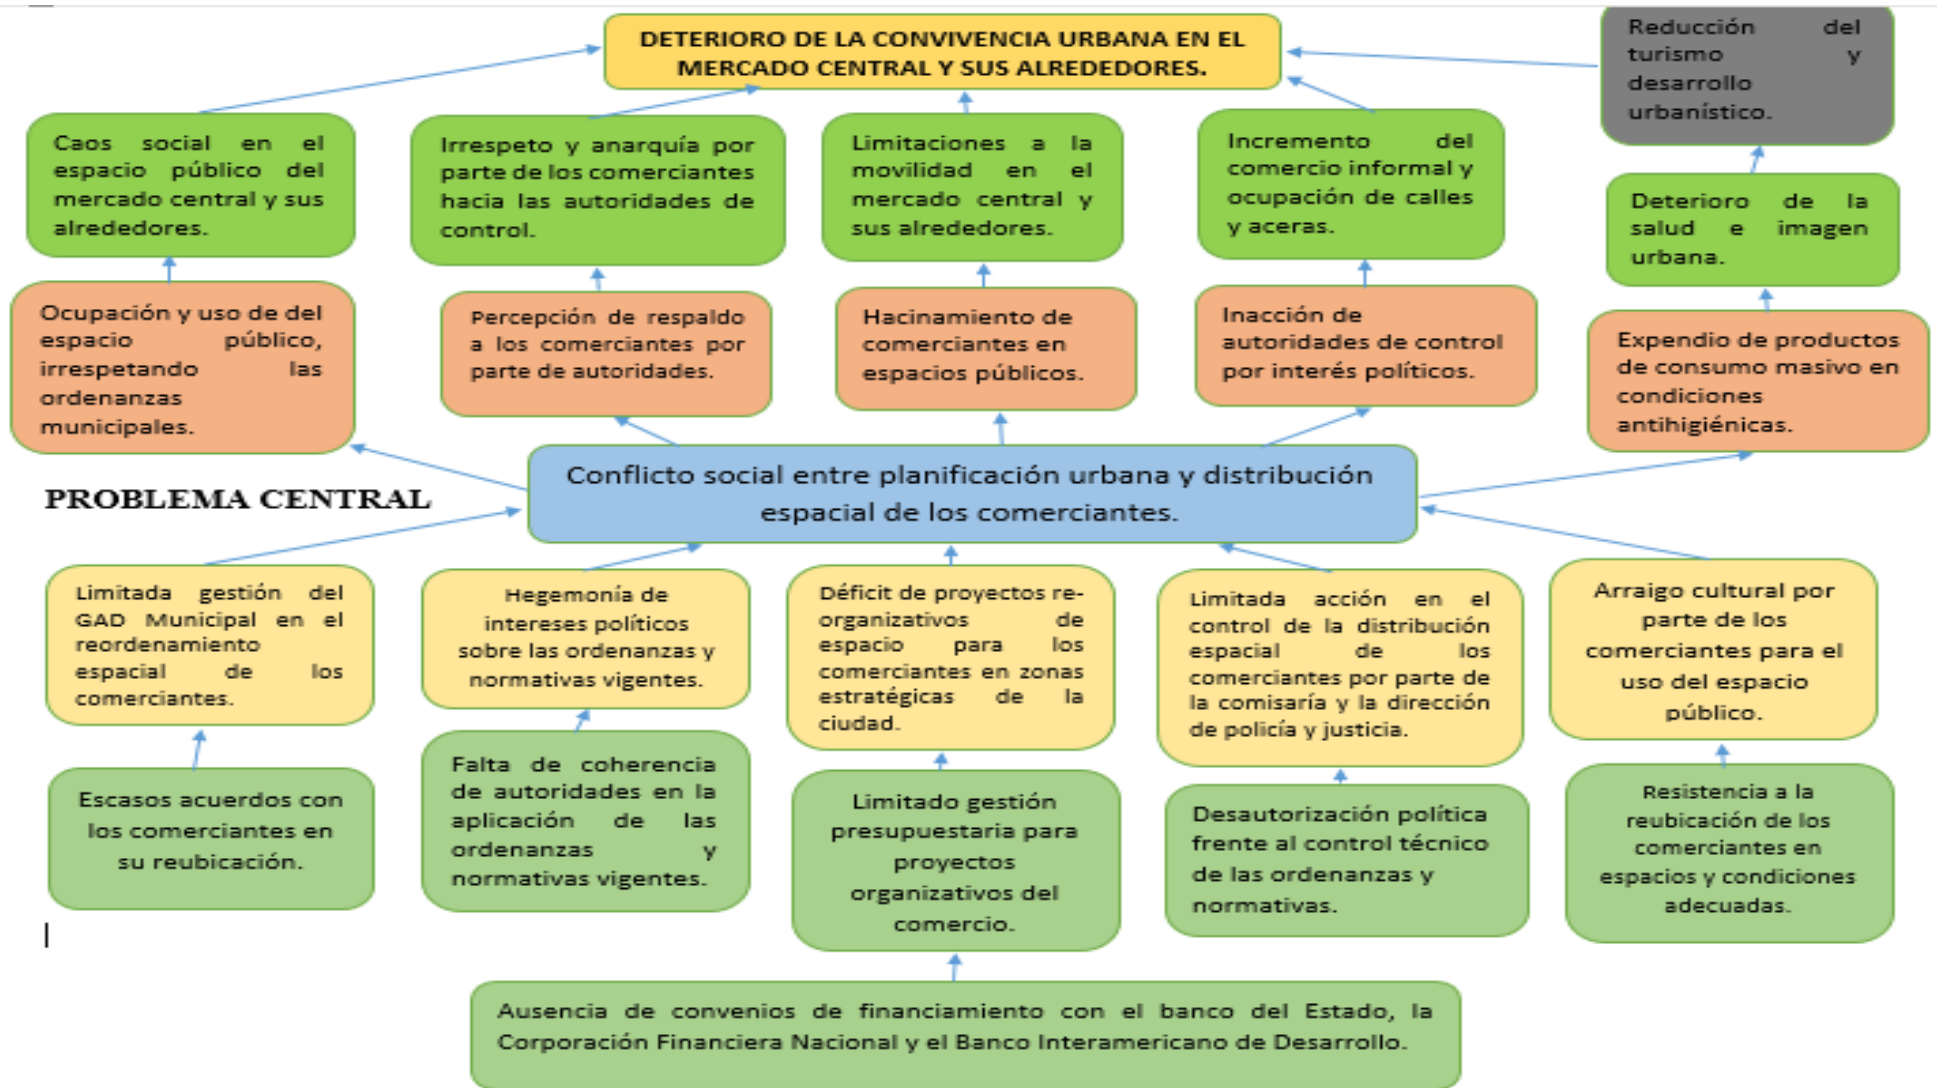 DETERIORO DE LA CONVIVENCIA URBANA EN EL
MERCADO CENTRAL Y SUS ALREDEDORES.
Reducción del
turismo y
desarrollo
urbanístico.
Caos social en el
espacio público del
mercado central y sus
alrededores.
Irrespeto y anarquía por
parte de los comerciantes
hacia las autoridades de
control.
Limitaciones a la
movilidad en el
mercado central y
sus alrededores.
Incremento del
comercio informal y
ocupación de calles
y aceras.
Deterioro de la
salud e imagen
urbana.
Ocupación y uso de del
espacio público,
irrespetando las
ordenanzas
municipales.
Percepción de respaldo
a los comerciantes por
parte de autoridades.
Hacinamiento de
comerciantes en
espacios públicos.
Inacción de
autoridades de control
por interés políticos.
Expendio de productos
de consumo masivo en
condiciones
antihigiénicas.
Conflicto social entre planificación urbana y distribución
espacial de los comerciantes.
PROBLEMA CENTRAL
Limitada gestión del
GAD Municipal en el
reordenamiento
espacial de los
comerciantes.
Hegemonía de
intereses políticos
sobre las ordenanzas y
normativas vigentes.
Déficit de proyectos re-
organizativos de
espacio para los
comerciantes en zonas
estratégicas de la
ciudad.
Limitada acción en el
control de la distribución
espacial de los
comerciantes por parte de
la comisaría y la dirección
de policía y justicia.
Arraigo cultural por
parte de los
comerciantes para el
uso del espacio
público.
Escasos acuerdos con
los comerciantes en
su reubicación.
Falta de coherencia
de autoridades en la
aplicación de las
ordenanzas y
normativas vigentes.
Limitado gestión
presupuestaria para
proyectos
organizativos del
comercio.
Desautorización política
frente al control técnico
de las ordenanzas y
normativas.
Resistencia a la
reubicación de los
comerciantes en
espacios y condiciones
adecuadas.
Ausencia de convenios de financiamiento con el banco del Estado, la
Corporación Financiera Nacional y el Banco Interamericano de Desarrollo.